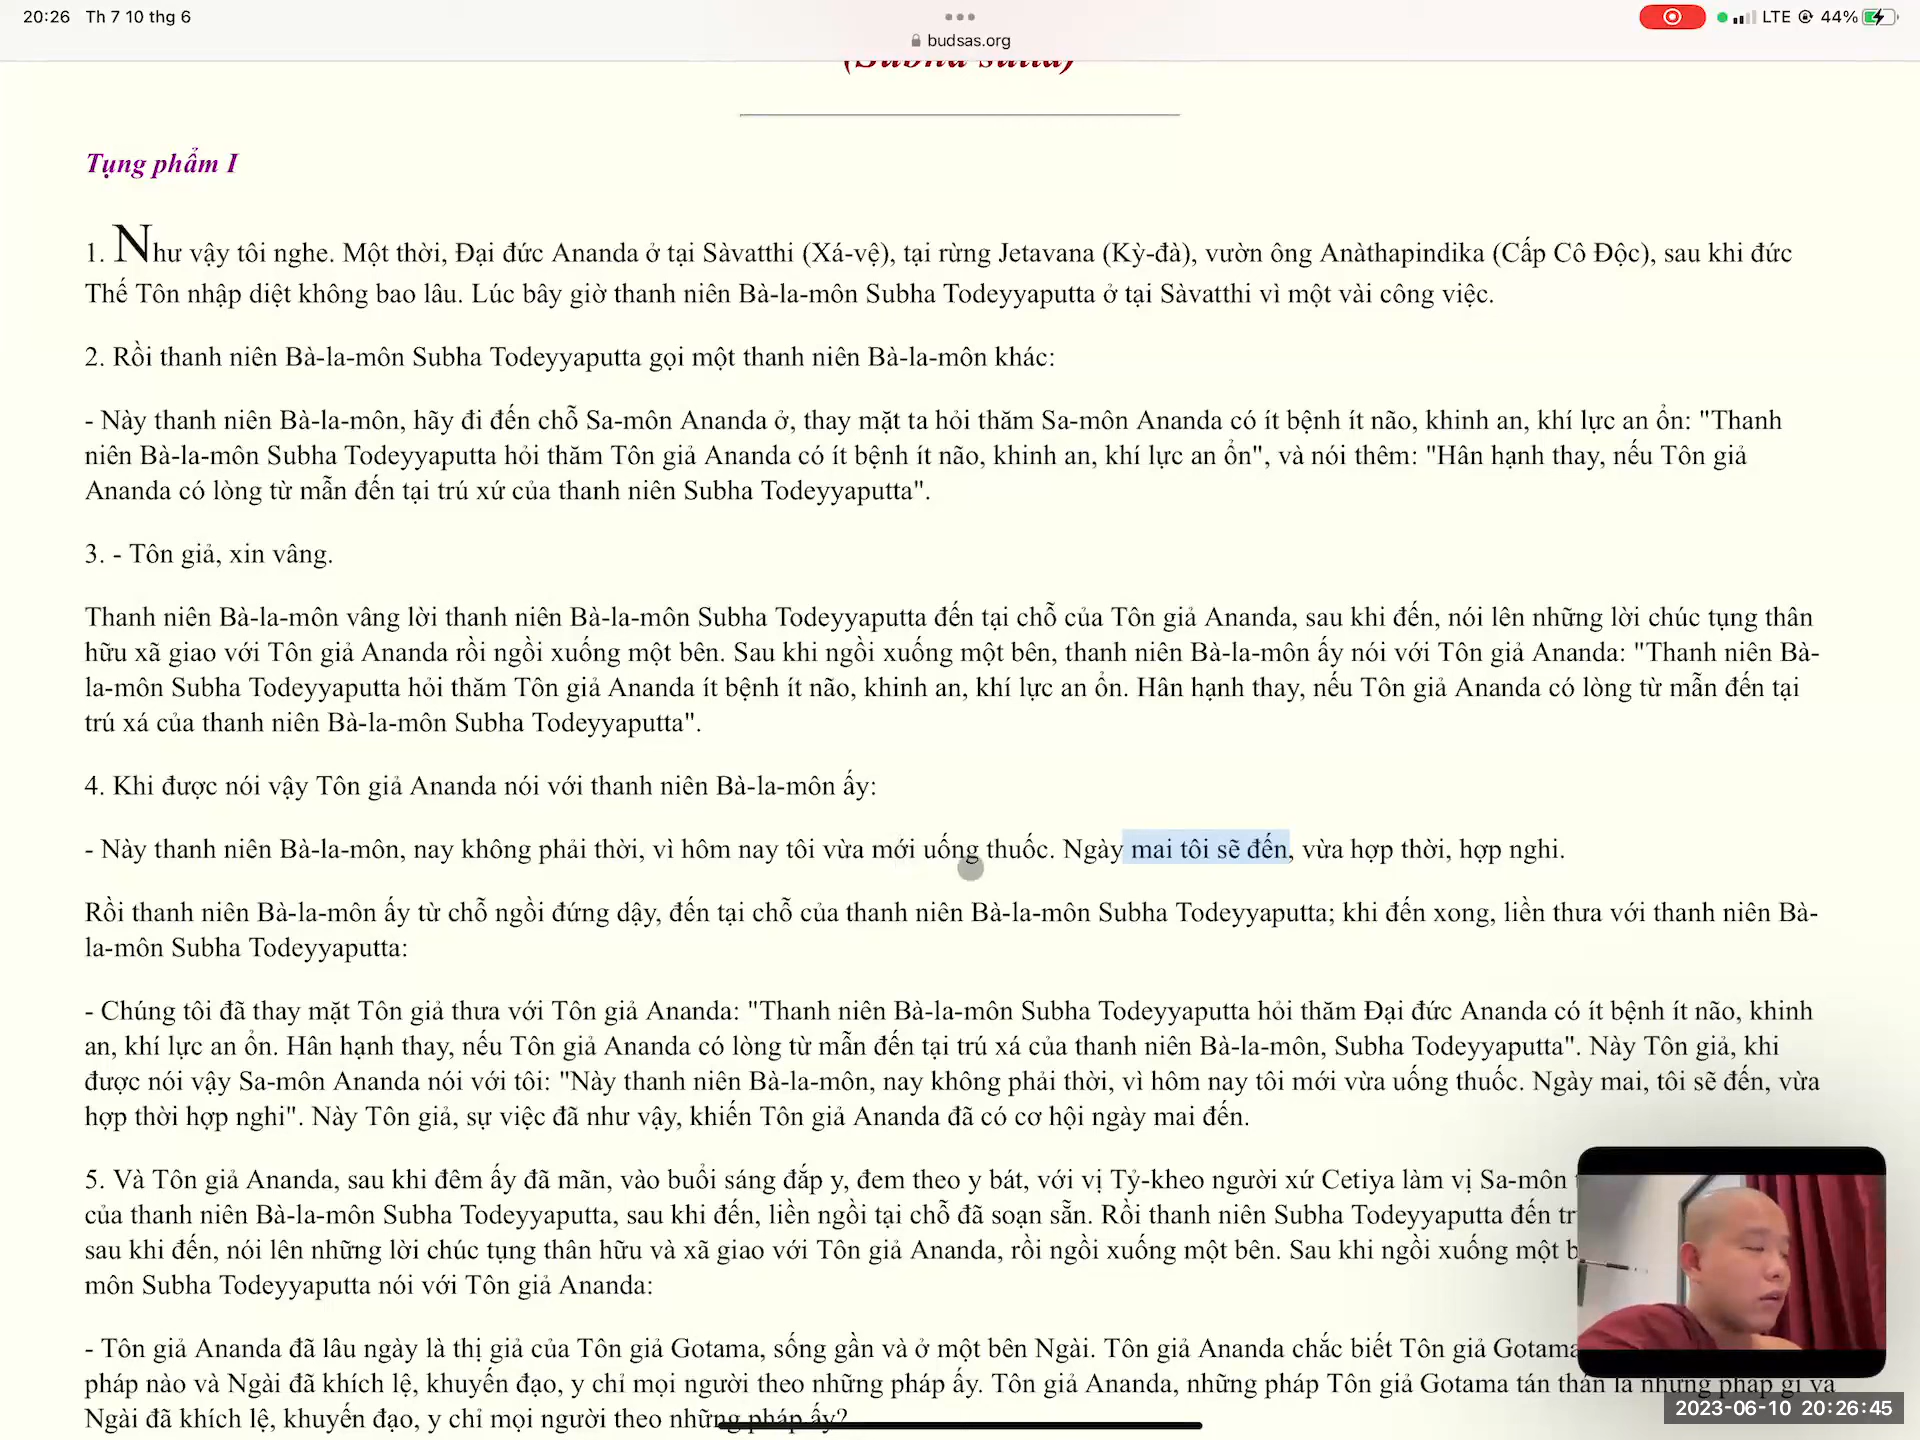 20:26 Th 7 10 thg 6
LTE 44%
budsas.org
(Subha sutta)
Tụng phẩm I
1. Như vậy tôi nghe. Một thời, Đại đức Ananda ở tại Sàvatthi (Xá-vệ), tại rừng Jetavana (Kỳ-đà), vườn ông Anàthapindika (Cấp Cô Độc), sau khi đức
Thế Tôn nhập diệt không bao lâu. Lúc bây giờ thanh niên Bà-la-môn Subha Todeyyaputta ở tại Sàvatthi vì một vài công việc.
2. Rồi thanh niên Bà-la-môn Subha Todeyyaputta gọi một thanh niên Bà-la-môn khác:
- Này thanh niên Bà-la-môn, hãy đi đến chỗ Sa-môn Ananda ở, thay mặt ta hỏi thăm Sa-môn Ananda có ít bệnh ít não, khinh an, khí lực an ổn: "Thanh
niên Bà-la-môn Subha Todeyyaputta hỏi thăm Tôn giả Ananda có ít bệnh ít não, khinh an, khí lực an ổn", và nói thêm: "Hân hạnh thay, nếu Tôn giả
Ananda có lòng từ mẫn đến tại trú xứ của thanh niên Subha Todeyyaputta".
3. - Tôn giả, xin vâng.
Thanh niên Bà-la-môn vâng lời thanh niên Bà-la-môn Subha Todeyyaputta đến tại chỗ của Tôn giả Ananda, sau khi đến, nói lên những lời chúc tụng thân
hữu xã giao với Tôn giả Ananda rồi ngồi xuống một bên. Sau khi ngồi xuống một bên, thanh niên Bà-la-môn ấy nói với Tôn giả Ananda: "Thanh niên Bà-
la-môn Subha Todeyyaputta hỏi thăm Tôn giả Ananda ít bệnh ít não, khinh an, khí lực an ổn. Hân hạnh thay, nếu Tôn giả Ananda có lòng từ mẫn đến tại
trú xá của thanh niên Bà-la-môn Subha Todeyyaputta".
4. Khi được nói vậy Tôn giả Ananda nói với thanh niên Bà-la-môn ấy:
- Này thanh niên Bà-la-môn, nay không phải thời, vì hôm nay tôi vừa mới uống thuốc. Ngày mai tôi sẽ đến, vừa hợp thời, hợp nghi.
Rồi thanh niên Bà-la-môn ấy từ chỗ ngồi đứng dậy, đến tại chỗ của thanh niên Bà-la-môn Subha Todeyyaputta; khi đến xong, liền thưa với thanh niên Bà-
la-môn Subha Todeyyaputta:
- Chúng tôi đã thay mặt Tôn giả thưa với Tôn giả Ananda: "Thanh niên Bà-la-môn Subha Todeyyaputta hỏi thăm Đại đức Ananda có ít bệnh ít não, khinh
an, khí lực an ổn. Hân hạnh thay, nếu Tôn giả Ananda có lòng từ mẫn đến tại trú xá của thanh niên Bà-la-môn, Subha Todeyyaputta". Này Tôn giả, khi
được nói vậy Sa-môn Ananda nói với tôi: "Này thanh niên Bà-la-môn, nay không phải thời, vì hôm nay tôi mới vừa uống thuốc. Ngày mai, tôi sẽ đến, vừa
hợp thời hợp nghi". Này Tôn giả, sự việc đã như vậy, khiến Tôn giả Ananda đã có cơ hội ngày mai đến.
5. Và Tôn giả Ananda, sau khi đêm ấy đã mãn, vào buổi sáng đắp y, đem theo y bát, với vị Tỷ-kheo người xứ Cetiya làm vị Sa-môn
của thanh niên Bà-la-môn Subha Todeyyaputta, sau khi đến, liền ngồi tại chỗ đã soạn sẵn. Rồi thanh niên Subha Todeyyaputta đến tr
sau khi đến, nói lên những lời chúc tụng thân hữu và xã giao với Tôn giả Ananda, rồi ngồi xuống một bên. Sau khi ngồi xuống một b
môn Subha Todeyyaputta nói với Tôn giả Ananda:
- Tôn giả Ananda đã lâu ngày là thị giả của Tôn giả Gotama, sống gần và ở một bên Ngài. Tôn giả Ananda chắc biết Tôn giả Gotama
pháp nào và Ngài đã khích lệ, khuyến đạo, y chỉ mọi người theo những pháp ấy. Tôn giả Ananda, những pháp Tôn giả Gotama tán thán là những pháp gì và
Ngài đã khích lệ, khuyến đạo, y chỉ mọi người theo những pháp ấy?
2023-06-10 20:26:45